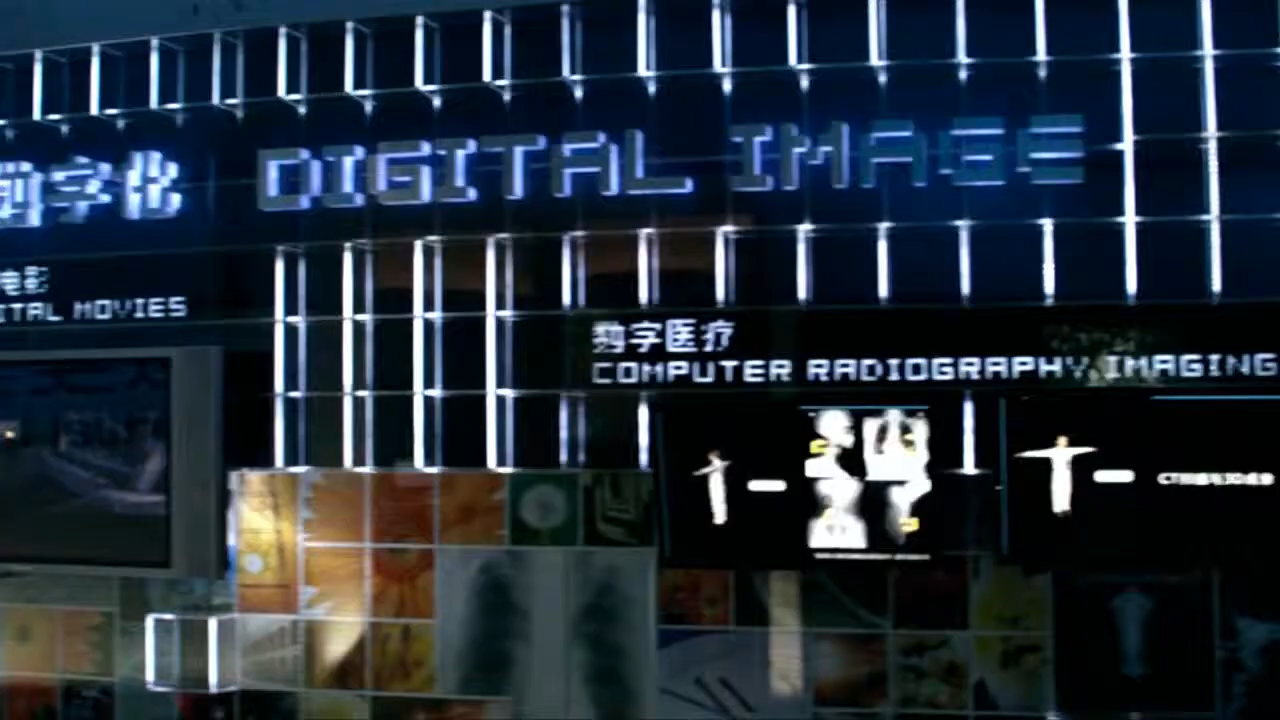 数字化 DIGITAL IMAGE
电影
ITAL MOVIES
数字医疗
COMPUTER RADIOGRAPHY IMAGING